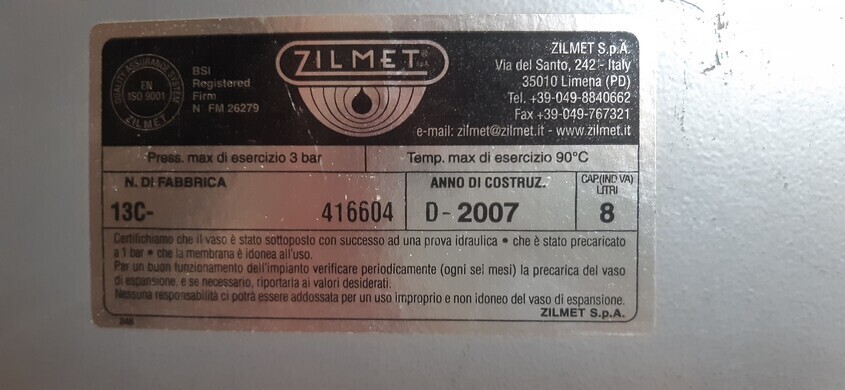 QUALITY ASSURANCE SYSTEM
EN
ISO 9001
ZILMET
BSI
Registered
Firm
N FM 26279
ZILMET® S.p.A.
ZILMET S.p.A.
Via del Santo, 242 - Italy
35010 Limena (PD)
Tel. +39-049-8840662
Fax +39-049-767321
e-mail: zilmet@zilmet.it - www.zilmet.it
Press. max di esercizio 3 bar
Temp. max di esercizio 90°C
N. DI FABBRICA
ANNO DI COSTRUZ.
CAP.(IND VA)
LITRI
13C- 416604
D - 2007
8
Certifichiamo che il vaso è stato sottoposto con successo ad una prova idraulica • che è stato precaricato
a 1 bar • che la membrana è idonea all'uso.
Per un buon funzionamento dell'impianto verificare periodicamente (ogni sei mesi) la precarica del vaso
di espansione, e se necessario, riportarla ai valori desiderati.
Nessuna responsabilità ci potrà essere addossata per un uso improprio e non idoneo del vaso di espansione.
ZILMET S.p.A.